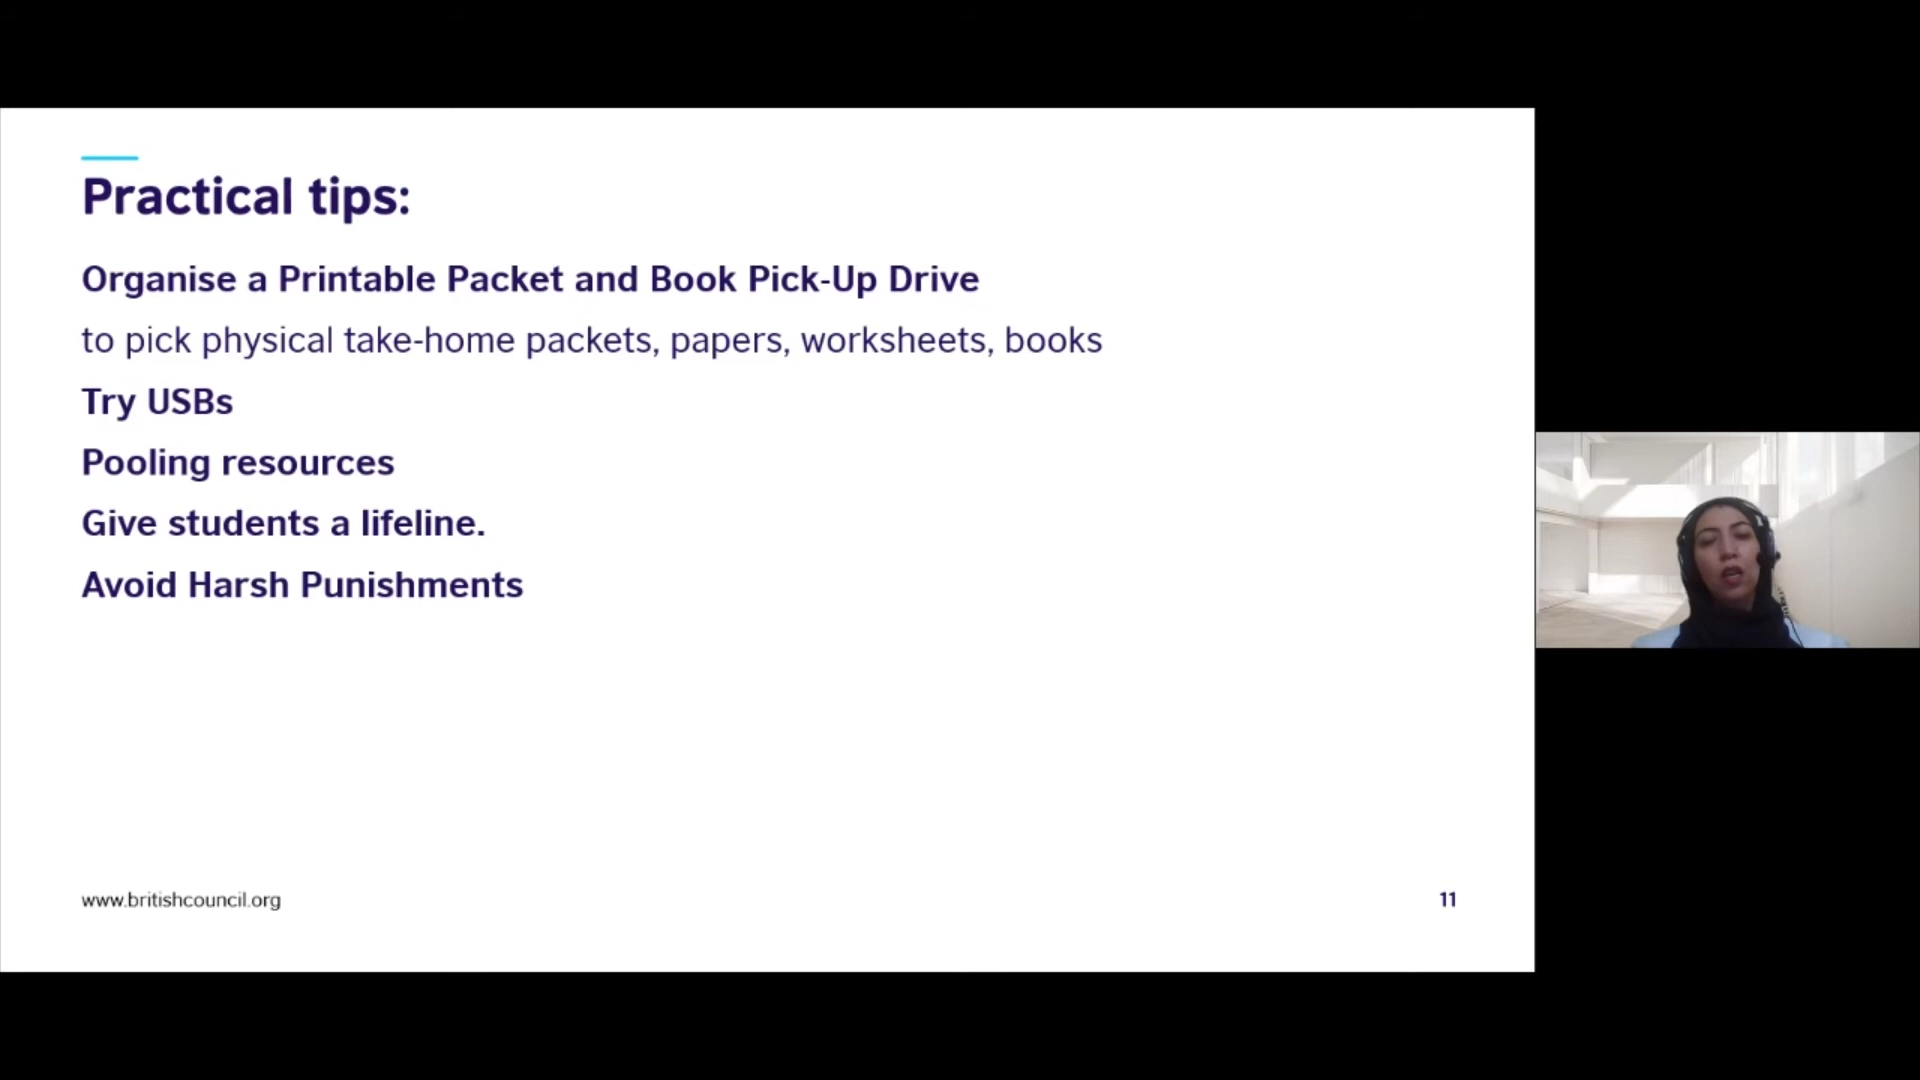 Practical tips:
Organise a Printable Packet and Book Pick-Up Drive
to pick physical take-home packets, papers, worksheets, books
Try USBs
Pooling resources
Give students a lifeline.
Avoid Harsh Punishments
www.britishcouncil.org
11